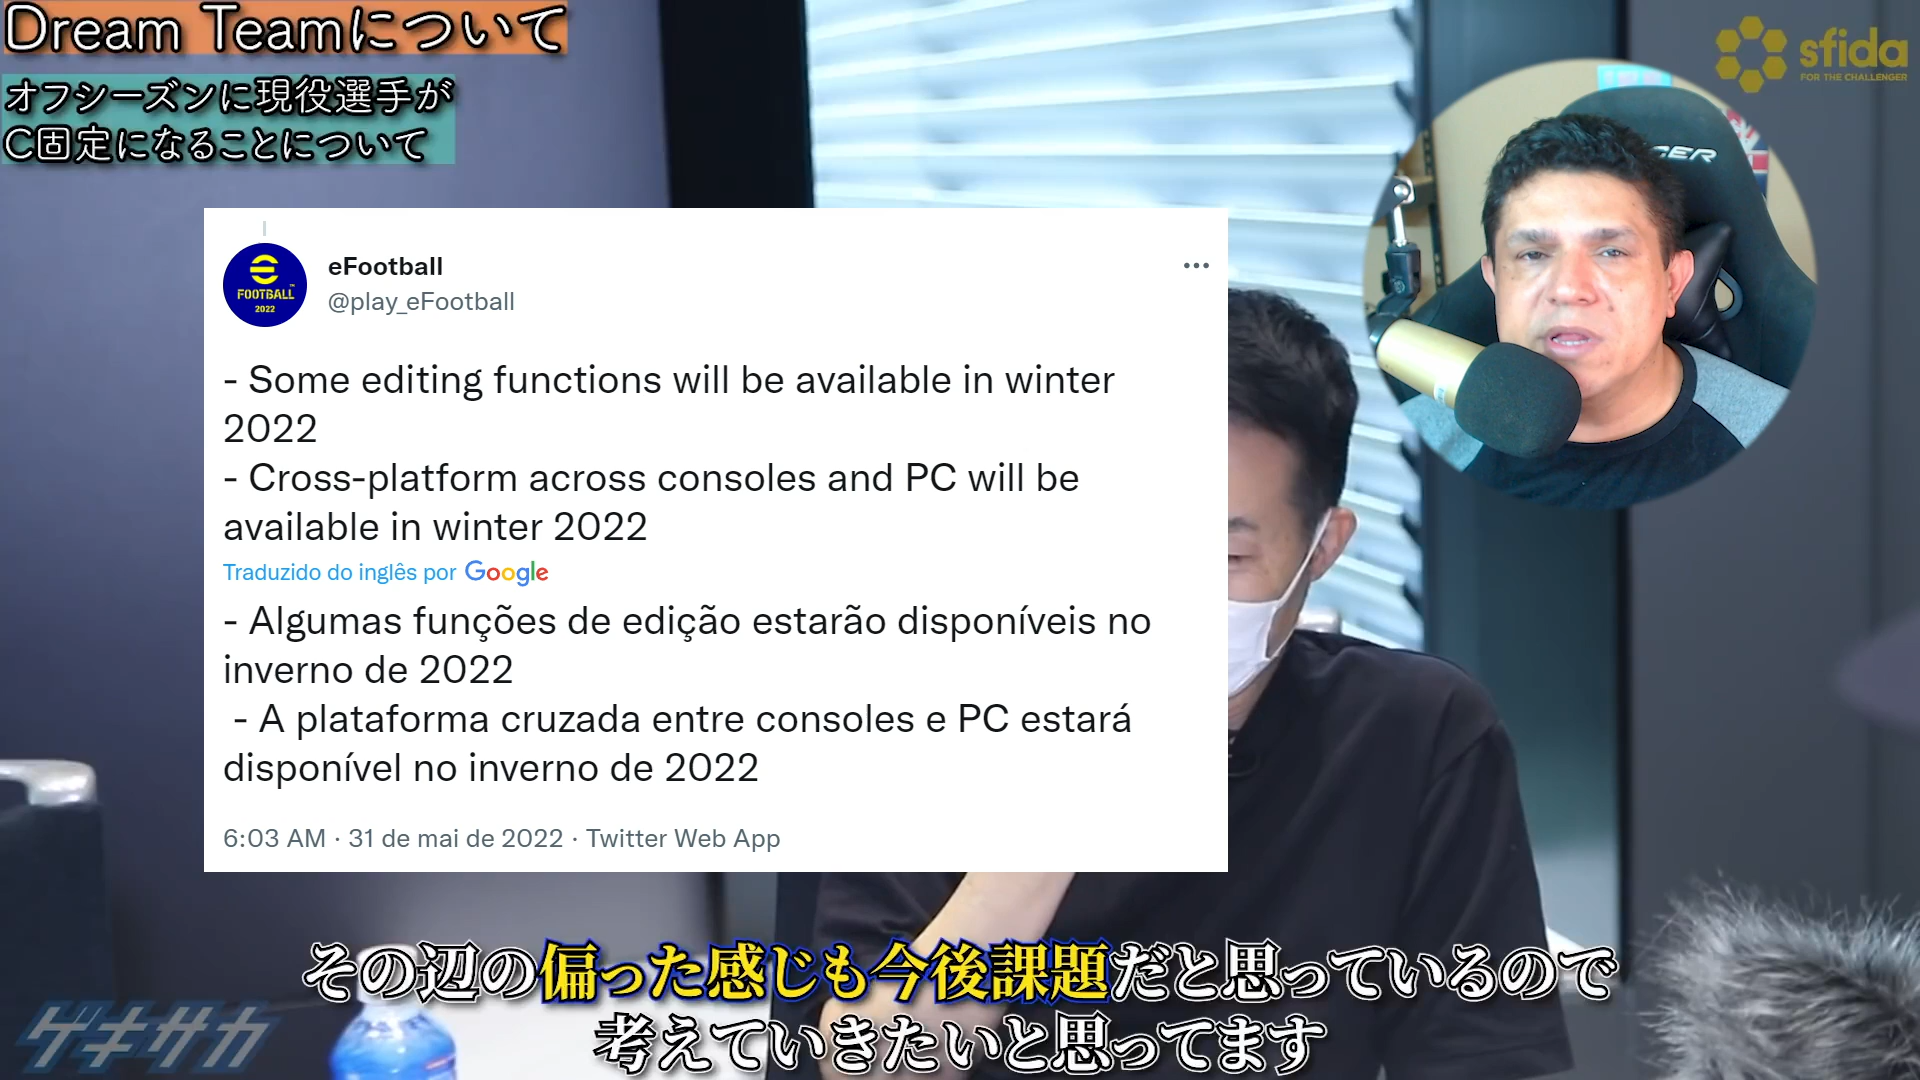 Dream Teamについて
オフシーズンに現役選手が
C固定になることについて
sfida
FOR THE CHALLENGER
FOOTBALL
2022
eFootball
@play_eFootball
- Some editing functions will be available in winter
2022
- Cross-platform across consoles and PC will be
available in winter 2022
Traduzido do inglês por Google
- Algumas funções de edição estarão disponíveis no
inverno de 2022
- A plataforma cruzada entre consoles e PC estará
disponível no inverno de 2022
6:03 AM · 31 de mai de 2022 · Twitter Web App
その辺の偏った感じも今後課題だと思っているので
考えていきたいと思ってます
ゲキサカ